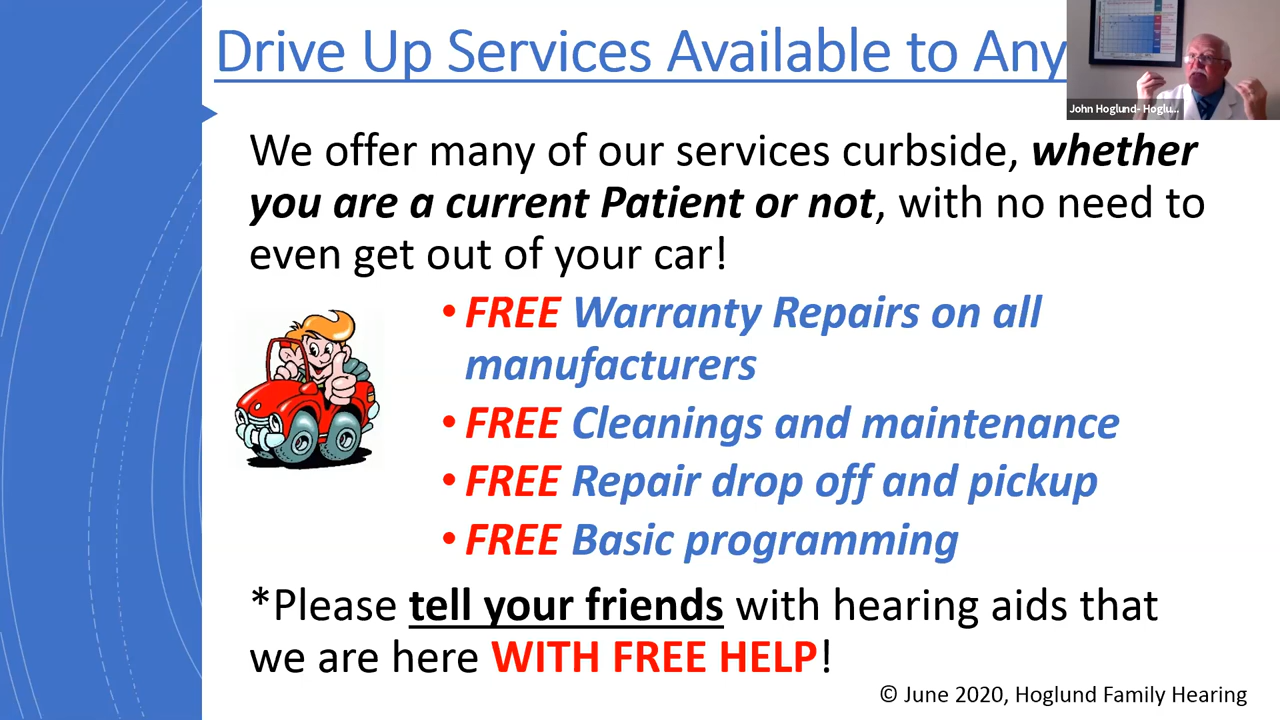 Drive Up Services Available to Any
John Hoglund- Hoglu...
We offer many of our services curbside, whether
you are a current Patient or not, with no need to
even get out of your car!
• FREE Warranty Repairs on all
manufacturers
• FREE Cleanings and maintenance
• FREE Repair drop off and pickup
• FREE Basic programming
*Please tell your friends with hearing aids that
we are here WITH FREE HELP!
© June 2020, Hoglund Family Hearing